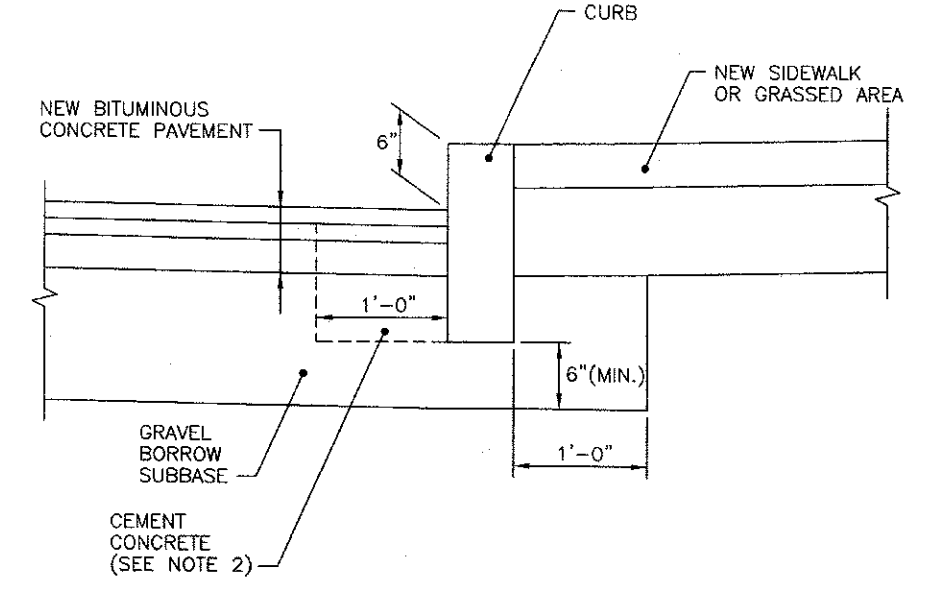 CURB
NEW SIDEWALK
OR GRASSED AREA
NEW BITUMINOUS
CONCRETE PAVEMENT
6"
1'-0"
6"(MIN.)
1'-0"
GRAVEL
BORROW
SUBBASE
CEMENT
CONCRETE
(SEE NOTE 2)